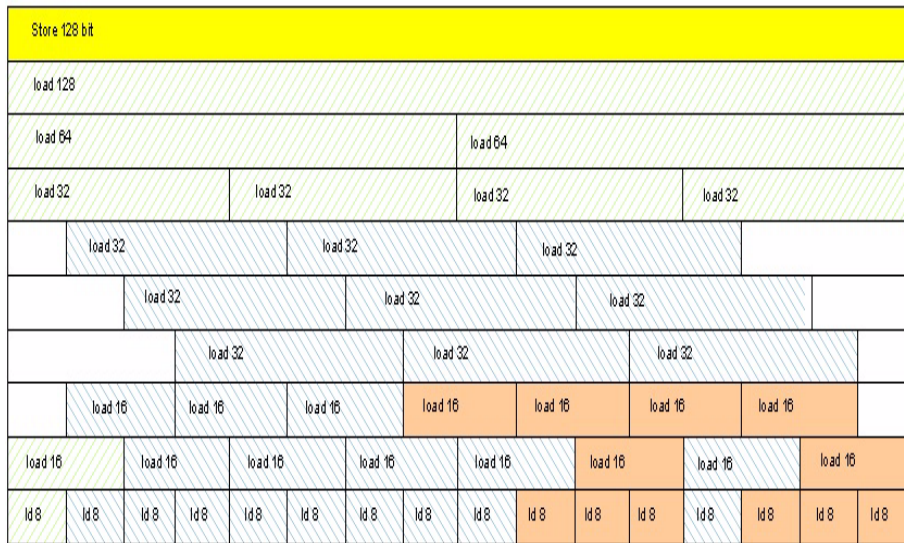 Store 128 bit
load 128
load 64 load 64
load 32 load 32 load 32 load 32
load 32 load 32 load 32
load 32 load 32 load 32
load 32 load 32 load 32
load 16 load 16 load 16 load 16 load 16 load 16 load 16
load 16 load 16 load 16 load 16 load 16 load 16 load 16 load 16
ld 8 ld 8 ld 8 ld 8 ld 8 ld 8 ld 8 ld 8 ld 8 ld 8 ld 8 ld 8 ld 8 ld 8 ld 8 ld 8